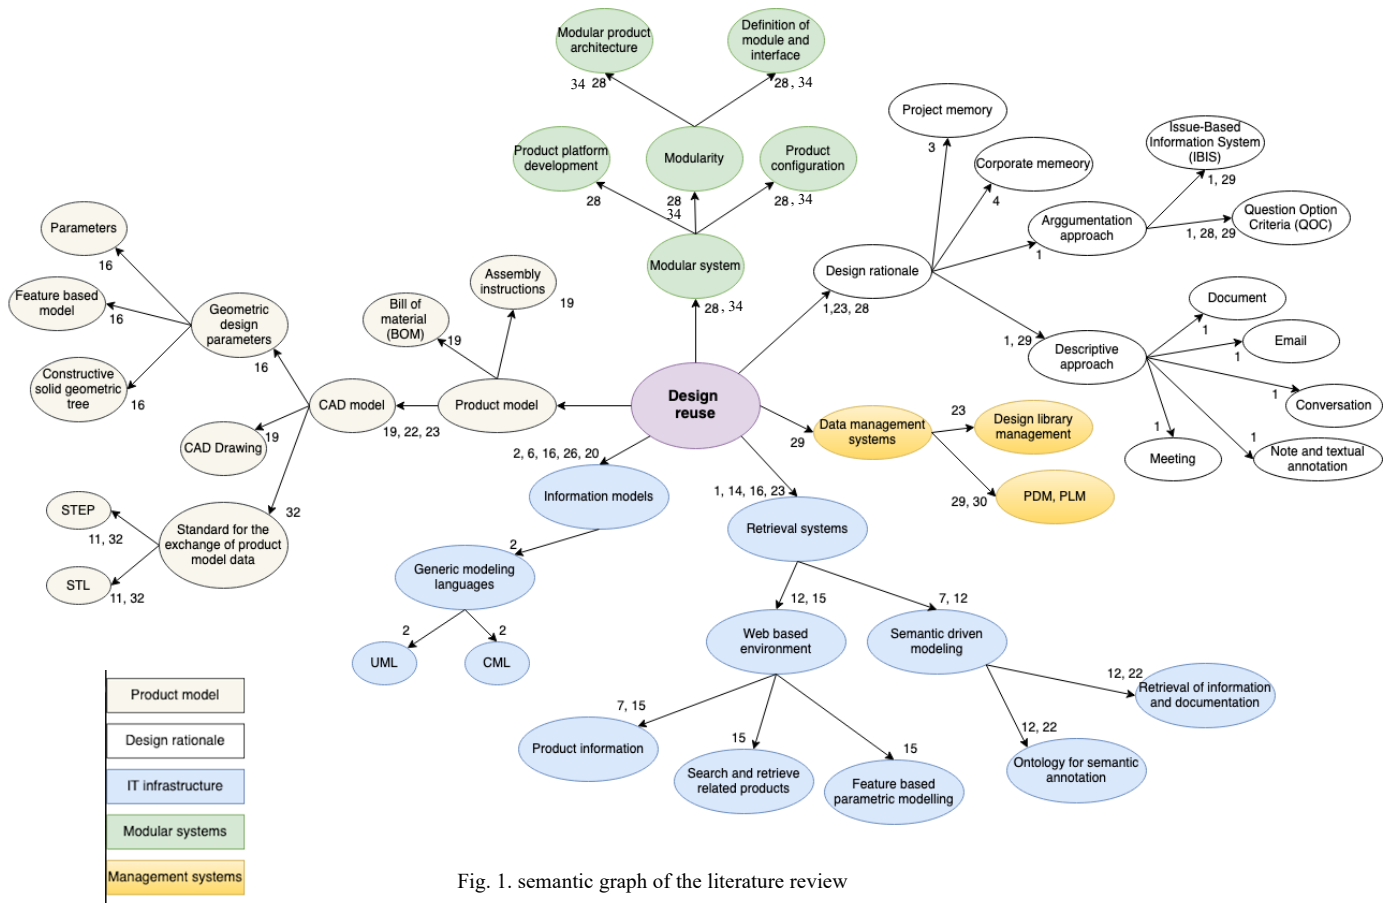 Modular product
architecture
Definition of
module and
interface
34 28
28, 34
Product platform
development
Modularity
Product
configuration
28
28
34
28, 34
Modular system
28, 34
Project memory
3
Corporate memeory
4
Issue-Based
Information System
(IBIS)
1, 29
Arggumentation
approach
1
Question Option
Criteria (QOC)
1, 28, 29
Design rationale
1,23, 28
Document
1
1, 29
Descriptive
approach
Email
1
Conversation
1
Note and textual
annotation
1
Meeting
1
Parameters
16
Feature based
model
16
Geometric
design
parameters
16
Constructive
solid geometric
tree
16
Assembly
instructions
19
Bill of
material
(BOM)
19
CAD model
19, 22, 23
Product model
Design
reuse
CAD Drawing
19
32
STEP
11, 32
Standard for the
exchange of product
model data
STL
11, 32
29
Data management
systems
23
Design library
management
29, 30
PDM, PLM
2, 6, 16, 26, 20
Information models
2
Generic modeling
languages
2
2
UML
CML
1, 14, 16, 23
Retrieval systems
12, 15
7, 12
Web based
environment
Semantic driven
modeling
7, 15
Product information
15
Search and retrieve
related products
15
Feature based
parametric modelling
12, 22
Retrieval of information
and documentation
12, 22
Ontology for semantic
annotation
Product model
Design rationale
IT infrastructure
Modular systems
Management systems
Fig. 1. semantic graph of the literature review